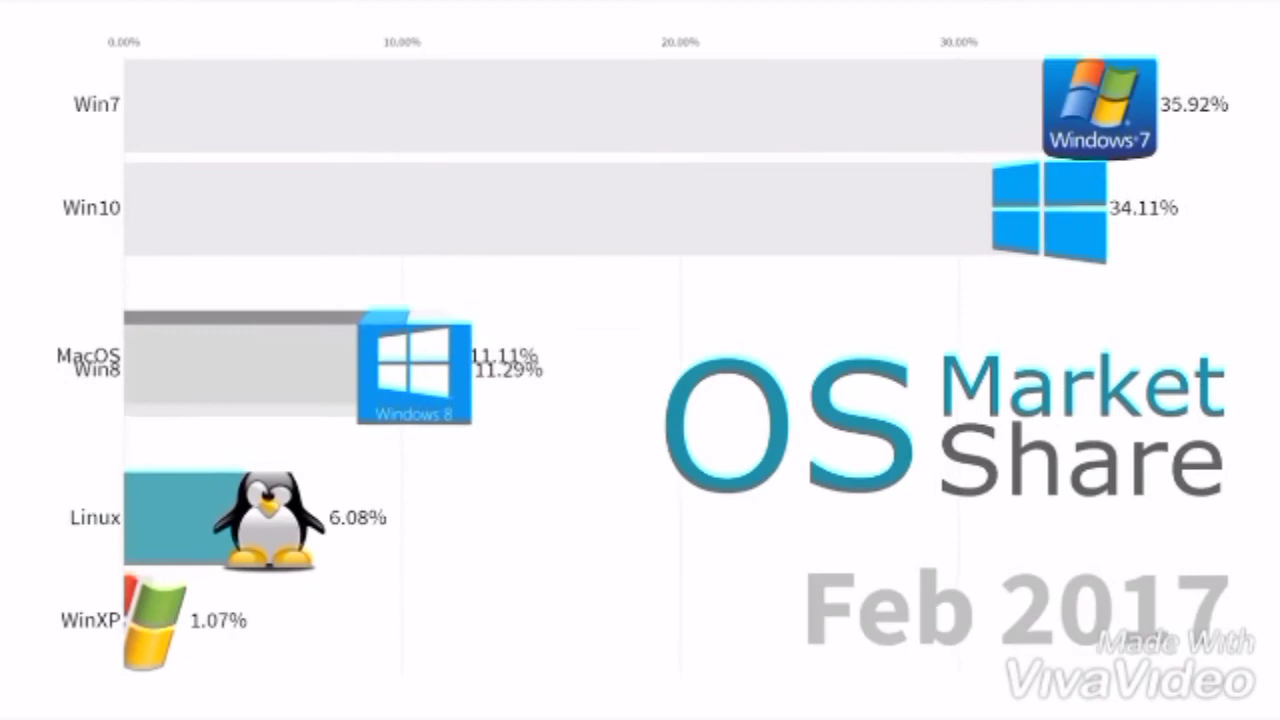 0.00% 10.00% 20.00% 30.00%
Win7 Windows 7 35.92%
Win10 34.11%
MacOS 11.11%
Win8 Windows 8 11.29%
OS Market Share
Linux 6.08%
WinXP 1.07%
Feb 2017
Made With
VivaVideo